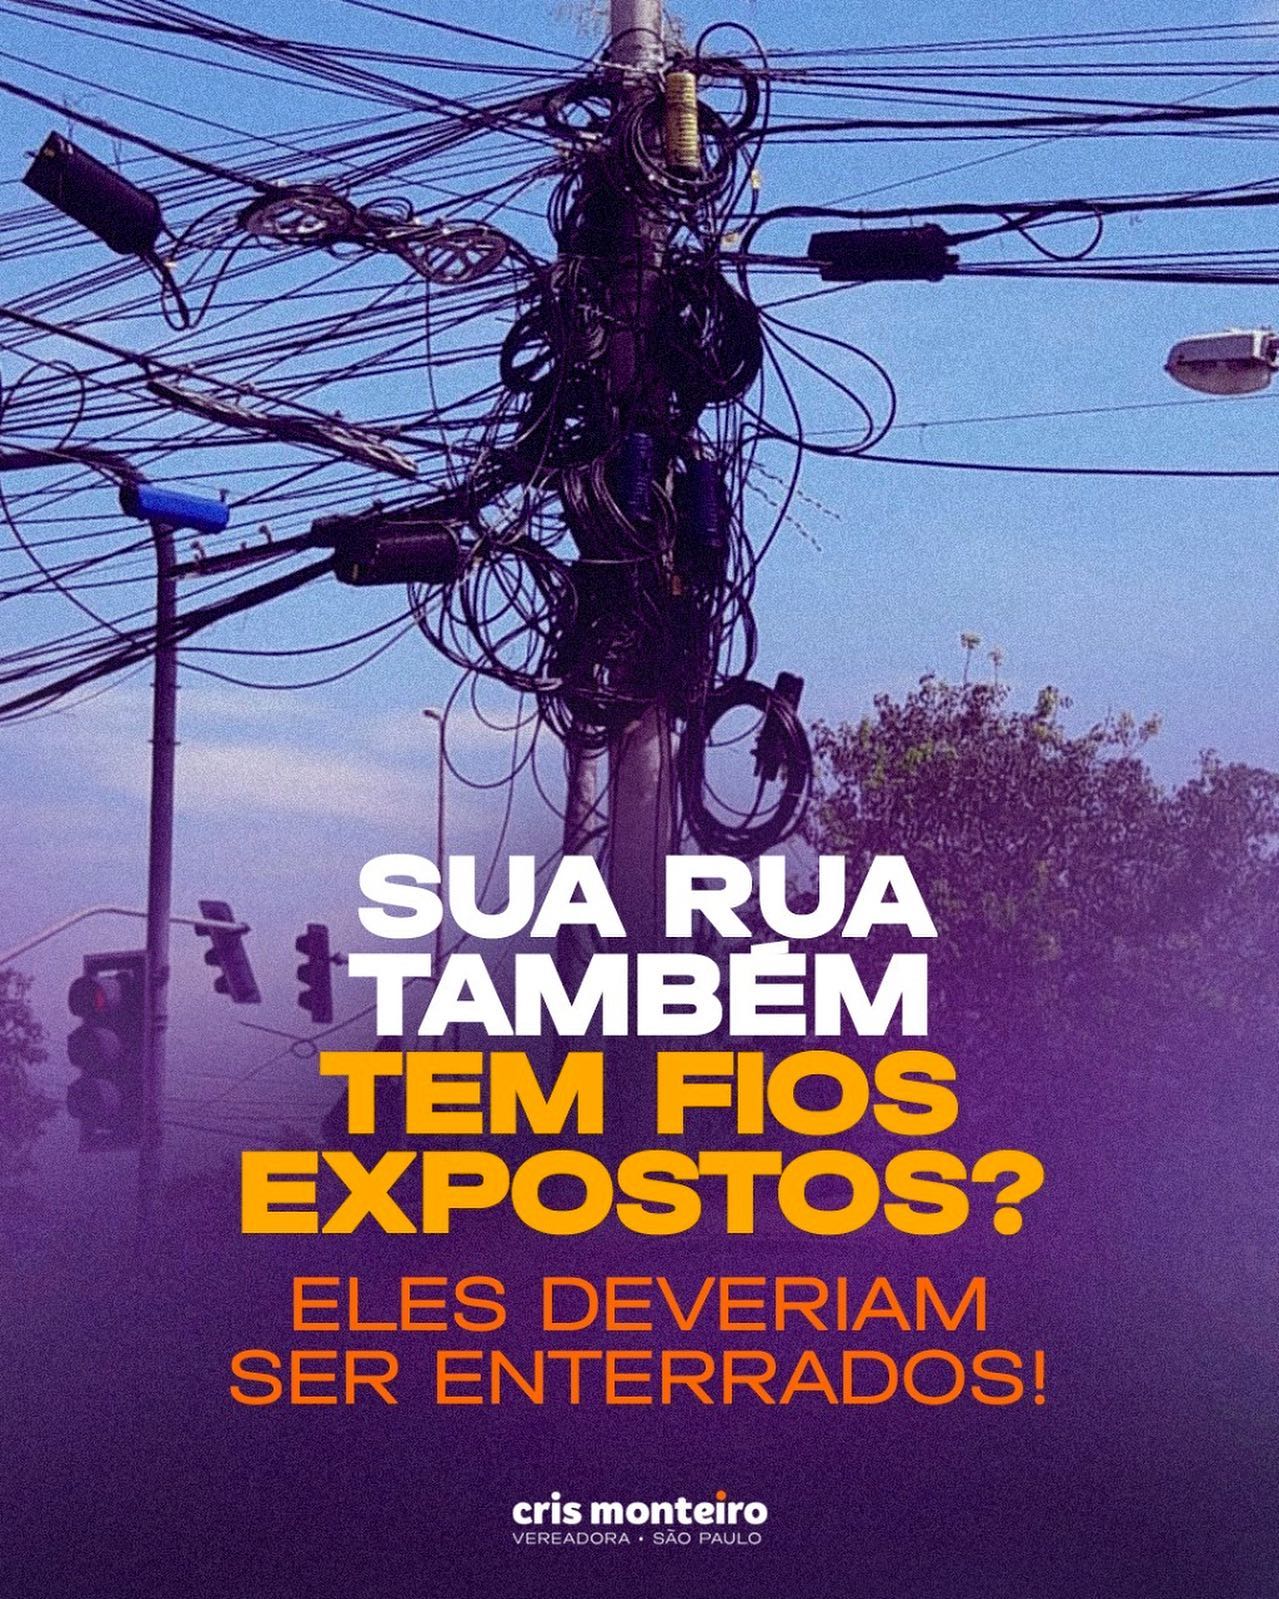 SUA RUA
TAMBÉM
TEM FIOS
EXPOSTOS?
ELES DEVERIAM
SER ENTERRADOS!
cris monteiro
VEREADORA • SÃO PAULO